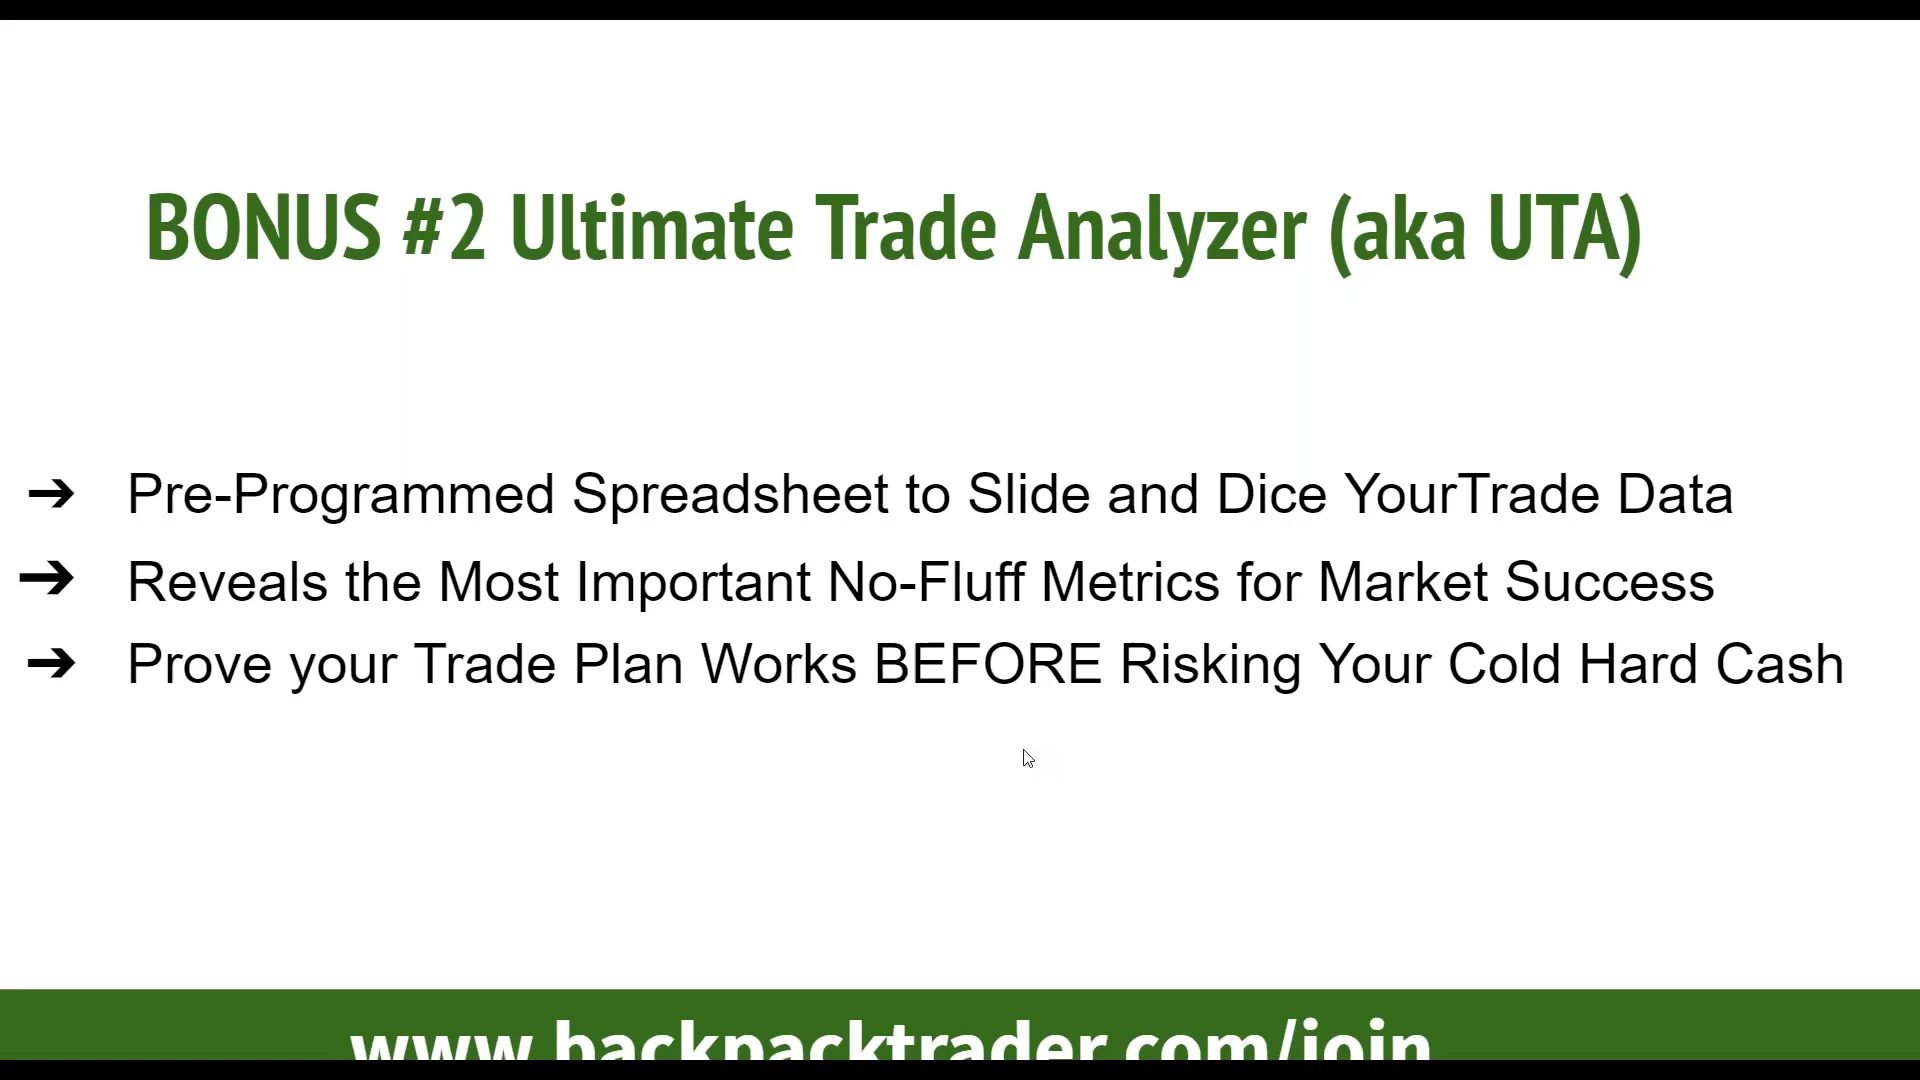 BONUS #2 Ultimate Trade Analyzer (aka UTA)
➔ Pre-Programmed Spreadsheet to Slide and Dice YourTrade Data
➔ Reveals the Most Important No-Fluff Metrics for Market Success
➔ Prove your Trade Plan Works BEFORE Risking Your Cold Hard Cash
www.backpacktrader.com/join